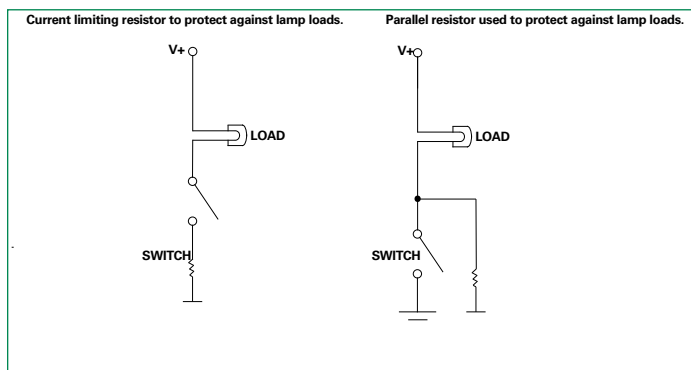 Current limiting resistor to protect against lamp loads.
V+
LOAD
SWITCH
Parallel resistor used to protect against lamp loads.
V+
LOAD
SWITCH